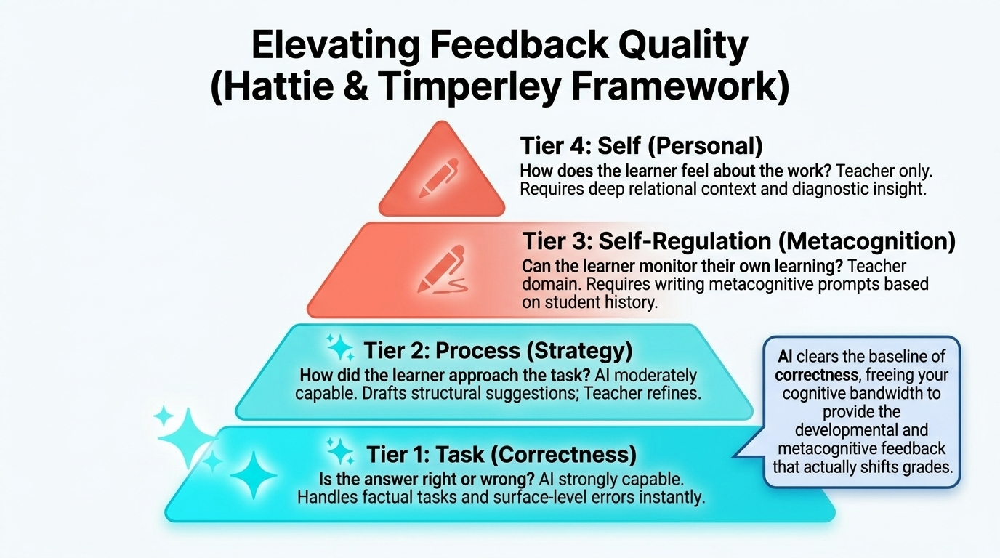 Elevating Feedback Quality
(Hattie & Timperley Framework)
Tier 4: Self (Personal)
How does the learner feel about the work? Teacher only.
Requires deep relational context and diagnostic insight.
Tier 3: Self-Regulation (Metacognition)
Can the learner monitor their own learning? Teacher
domain. Requires writing metacognitive prompts based
on student history.
Tier 2: Process (Strategy)
How did the learner approach the task? AI moderately
capable. Drafts structural suggestions; Teacher refines.
Tier 1: Task (Correctness)
Is the answer right or wrong? AI strongly capable.
Handles factual tasks and surface-level errors instantly.
AI clears the baseline of
correctness, freeing your
cognitive bandwidth to
provide the
developmental and
metacognitive feedback
that actually shifts grades.